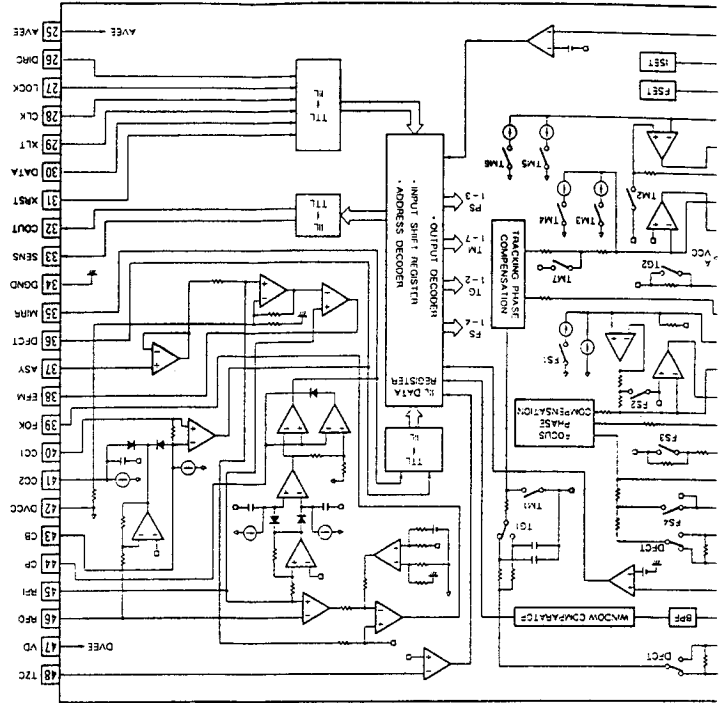 25 AVEE AVEE
26 DIRC
27 LOCK
28 CLK
29 XLT
30 DATA
31 XRST
32 COUT
33 SENS
34 DGND
35 MIRR
36 DFCT
37 ASY
38 EFM
39 FOK
40 CC1
41 CC2
42 DVCC
43 CB
44 CP
45 RFI
46 RFO
47 VD DVEE
48 TZC
TTL
IIL
IIL
TTL
TTL
IIL
IIL DATA
REGISTER
• INPUT SHIFT REGISTER
• ADDRESS DECODER
• OUTPUT DECODER
PS
1-3
TM
1-7
TG
1-2
FS
1-4
ISET
FSET
TM6
TM5
TM4
TM3
TM2
TM7
TG2
VCC
TRACKING PHASE
COMPENSATION
FS1
FS2
FOCUS
PHASE
COMPENSATION
FS3
FS4
DFCT
TM1
TG1
WINDOW COMPARATOR
BPF
DFCT